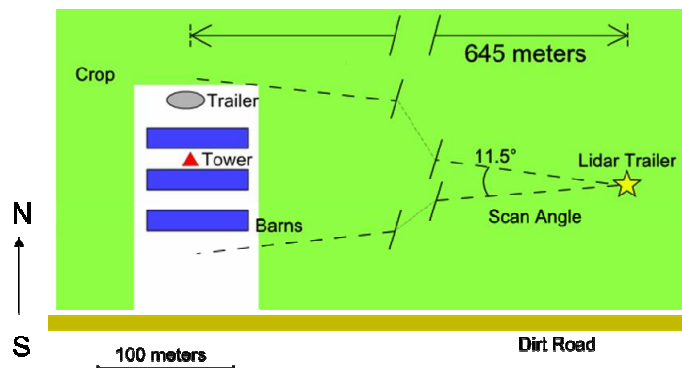 645 meters
Crop
Trailer
11.5°
Lidar Trailer
Tower
N
Scan Angle
Barns
S
Dirt Road
100 meters